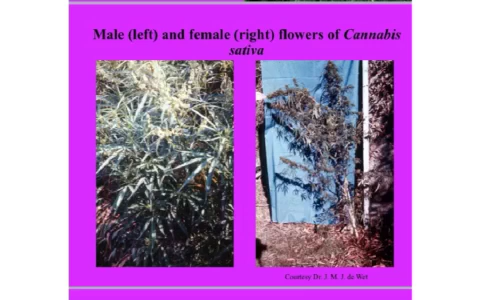 Male (left) and female (right) flowers of Cannabis
sativa
Courtesy Dr. J. M. J. de Wet